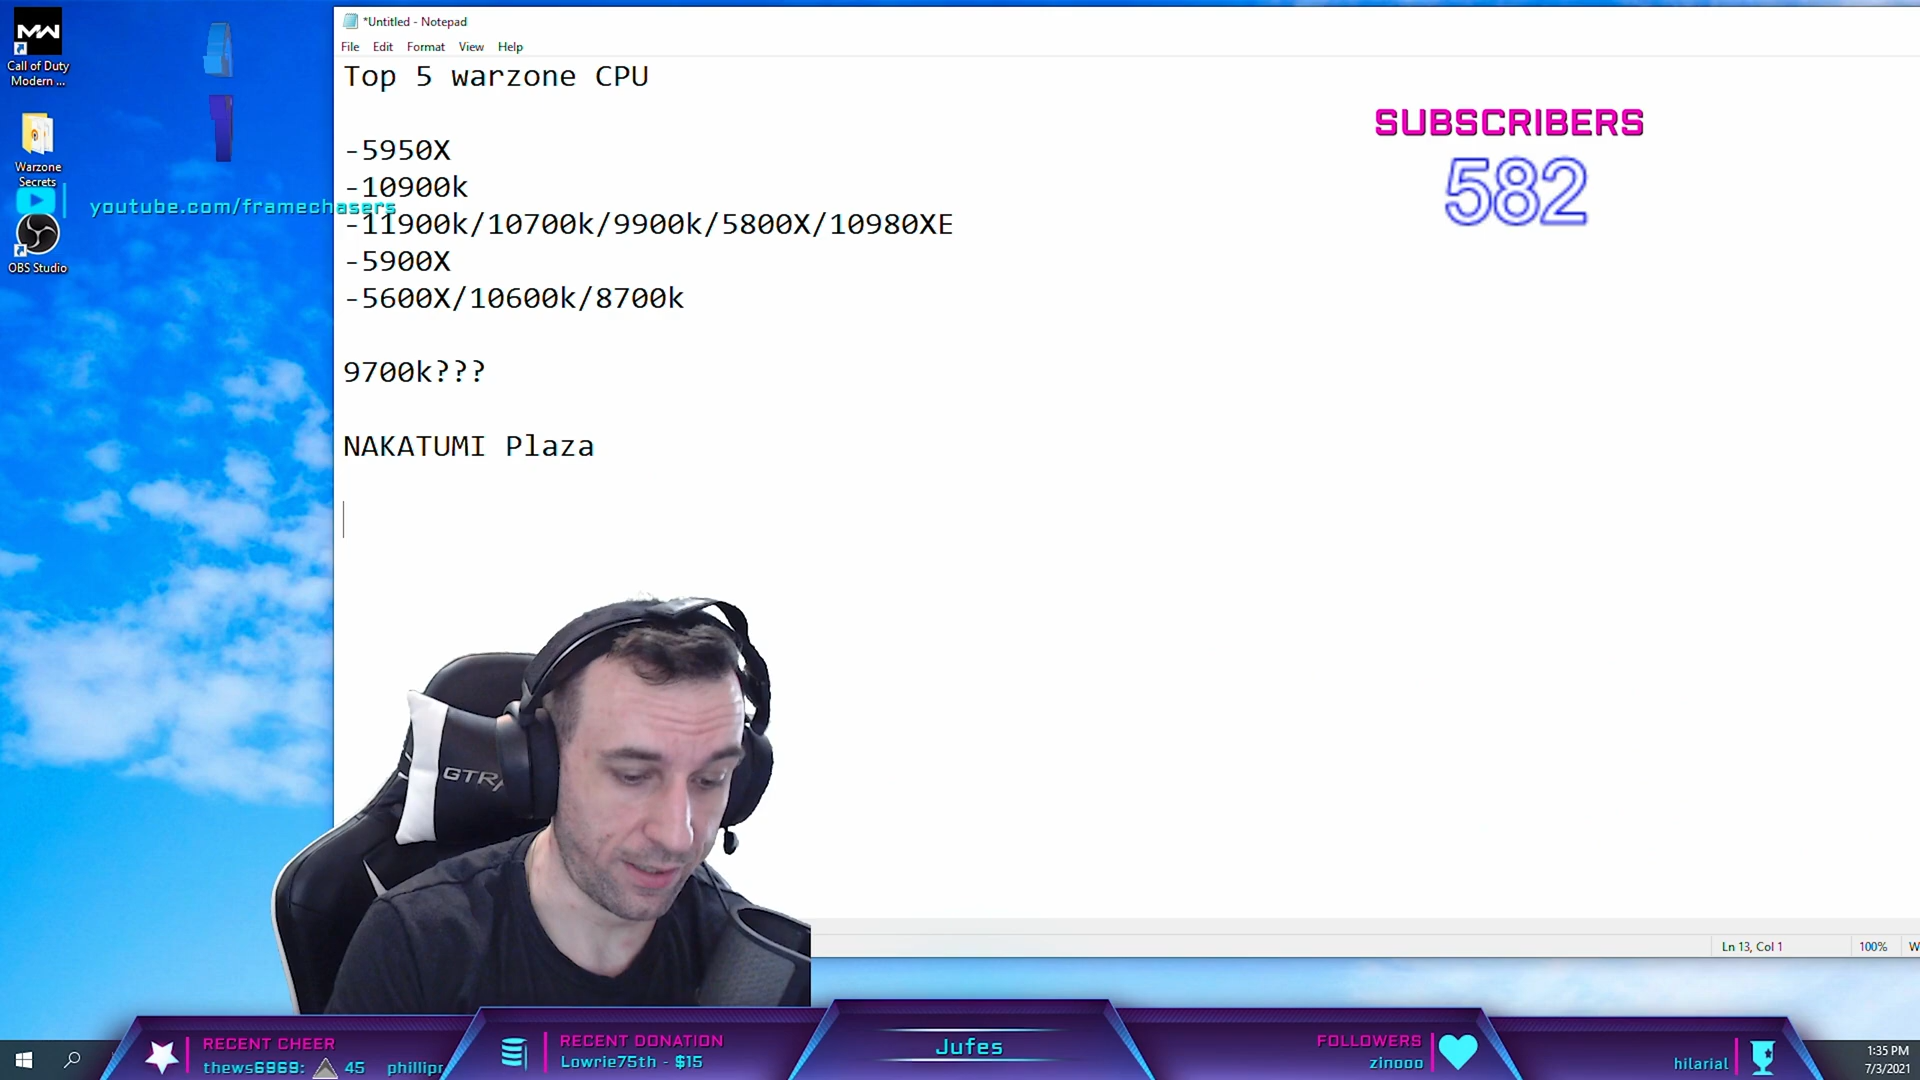 *Untitled - Notepad
File Edit Format View Help
Top 5 warzone CPU
-5950X
-10900k
-11900k/10700k/9900k/5800X/10980XE
-5900X
-5600X/10600k/8700k
9700k???
NAKATUMI Plaza
Call of Duty
Modern ...
Warzone
Secrets
youtube.com/framechasers
OBS Studio
SUBSCRIBERS
582
GTR
Ln 13, Col 1
100%
W
RECENT CHEER
thews6969: 45 phillipr
RECENT DONATION
Lowrie75th - $15
Jufes
FOLLOWERS
zinooo
hilarial
1:35 PM
7/3/2021